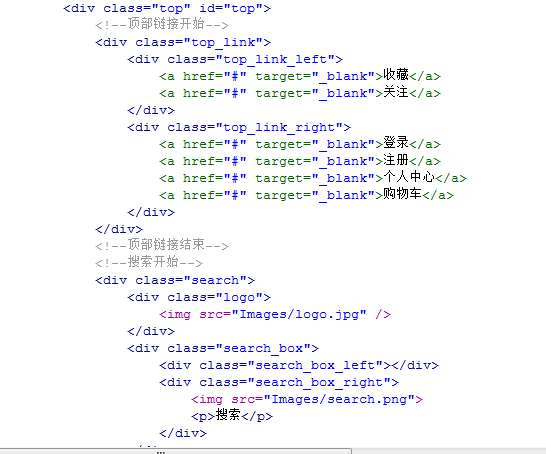 <div class="top" id="top">
<!--顶部链接开始-->
<div class="top_link">
<div class="top_link_left">
<a href="#" target="_blank">收藏</a>
<a href="#" target="_blank">关注</a>
</div>
<div class="top_link_right">
<a href="#" target="_blank">登录</a>
<a href="#" target="_blank">注册</a>
<a href="#" target="_blank">个人中心</a>
<a href="#" target="_blank">购物车</a>
</div>
</div>
<!--顶部链接结束-->
<!--搜索开始-->
<div class="search">
<div class="logo">
<img src="Images/logo.jpg" />
</div>
<div class="search_box">
<div class="search_box_left"></div>
<div class="search_box_right">
<img src="Images/search.png">
<p>搜索</p>
</div>